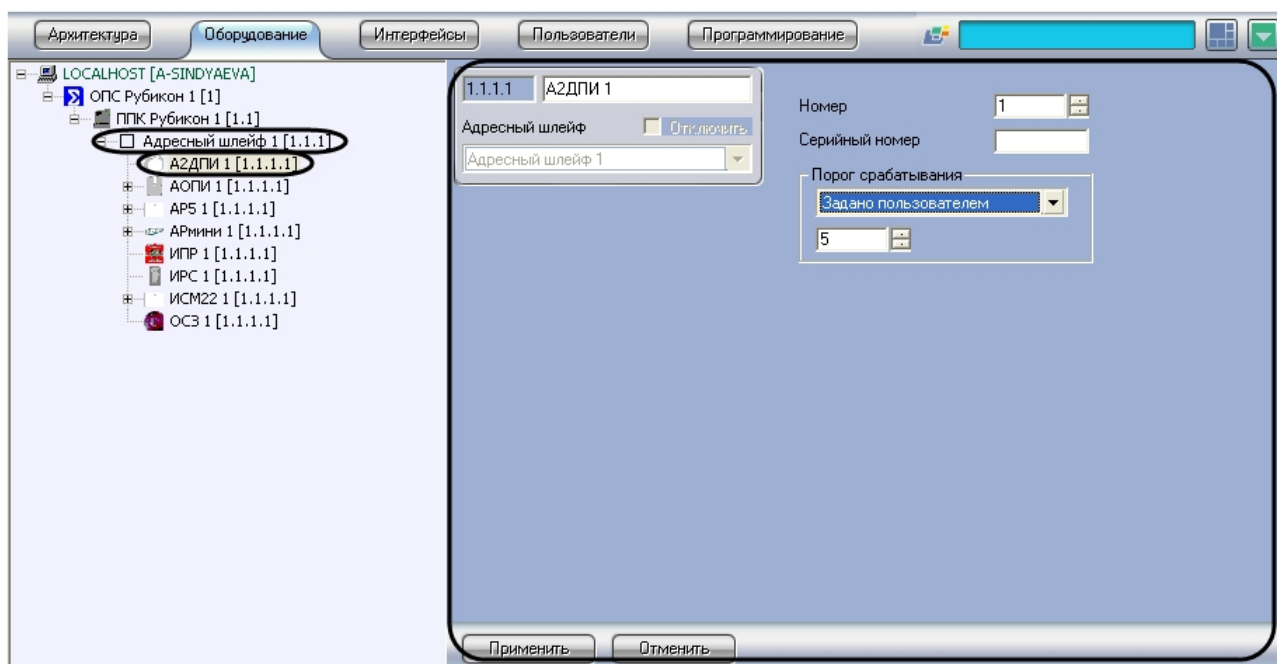 Архитектура
Оборудование
Интерфейсы
Пользователи
Программирование
LOCALHOST [A-SINDYAEVA]
ОПС Рубикон 1 [1]
ППК Рубикон 1 [1.1]
Адресный шлейф 1 [1.1.1]
А2ДПИ 1 [1.1.1.1]
АОПИ 1 [1.1.1.1]
АР5 1 [1.1.1.1]
АРмини 1 [1.1.1.1]
ИПР 1 [1.1.1.1]
ИРС 1 [1.1.1.1]
ИСМ22 1 [1.1.1.1]
ОСЗ 1 [1.1.1.1]
1.1.1.1 А2ДПИ 1
Адресный шлейф Отключить
Адресный шлейф 1
Номер 1
Серийный номер
Порог срабатывания
Задано пользователем
5
Применить Отменить